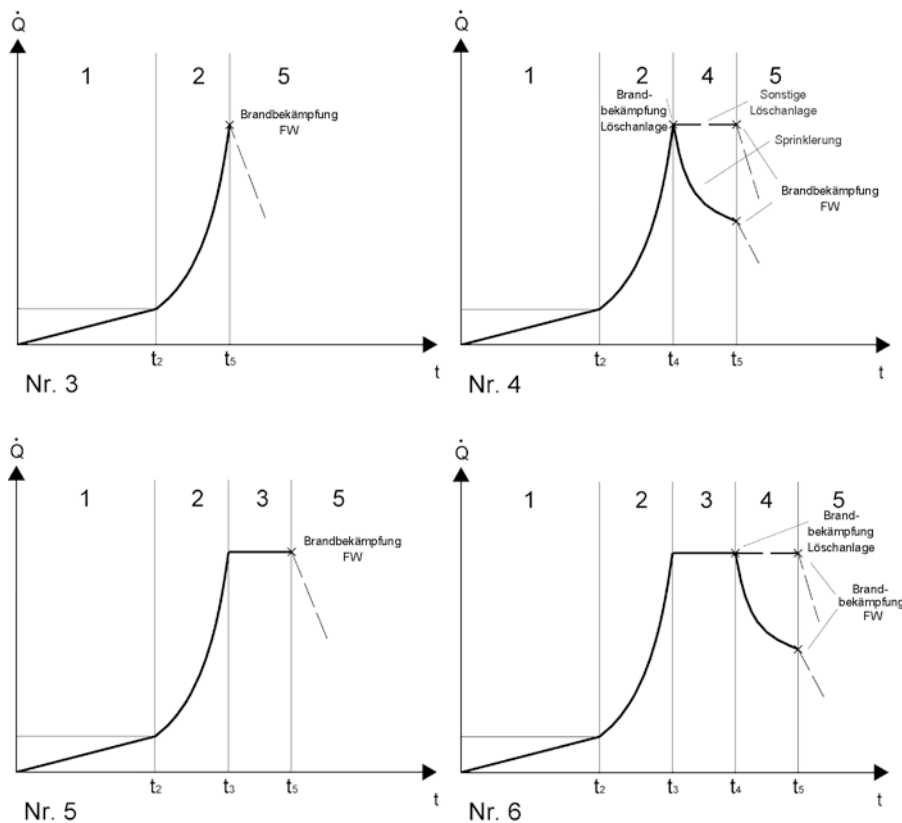 Q̇
1
2
5
Brandbekämpfung
FW
t₂
t₅
t
Nr. 3
Q̇
1
2
4
5
Brand-
bekämpfung
Löschanlage
Sonstige
Löschanlage
Sprinklerung
Brandbekämpfung
FW
t₂
t₄
t₅
t
Nr. 4
Q̇
1
2
3
5
Brandbekämpfung
FW
t₂
t₃
t₅
t
Nr. 5
Q̇
1
2
3
4
5
Brand-
bekämpfung
Löschanlage
Brand-
bekämpfung
FW
t₂
t₃
t₄
t₅
t
Nr. 6